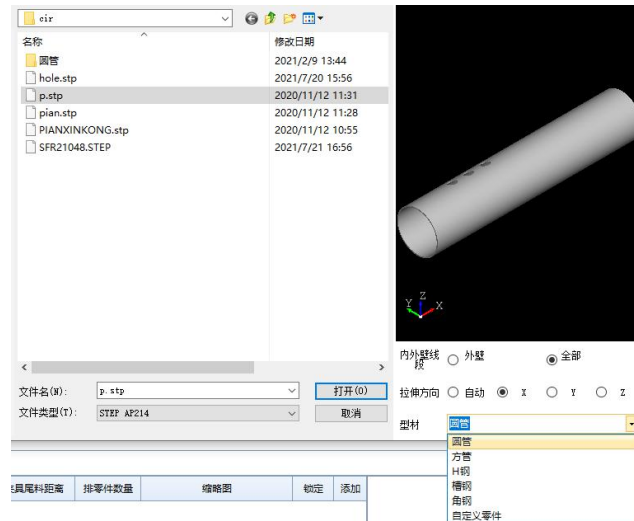 cir
名称 修改日期
圆管 2021/2/9 13:44
hole.stp 2021/7/20 15:56
p.stp 2020/11/12 11:31
pian.stp 2020/11/12 11:28
PIANXINKONG.stp 2020/11/12 10:55
SFR21048.STEP 2021/7/21 16:56
Z
Y X
内外壁线段 外壁 全部
文件名(N): p.stp 打开(O)
拉伸方向 自动 X Y Z
文件类型(T): STEP AP214 取消
型材 圆管
圆管
方管
H钢
槽钢
角钢
自定义零件
具尾料距离 排零件数量 缩略图 锁定 添加